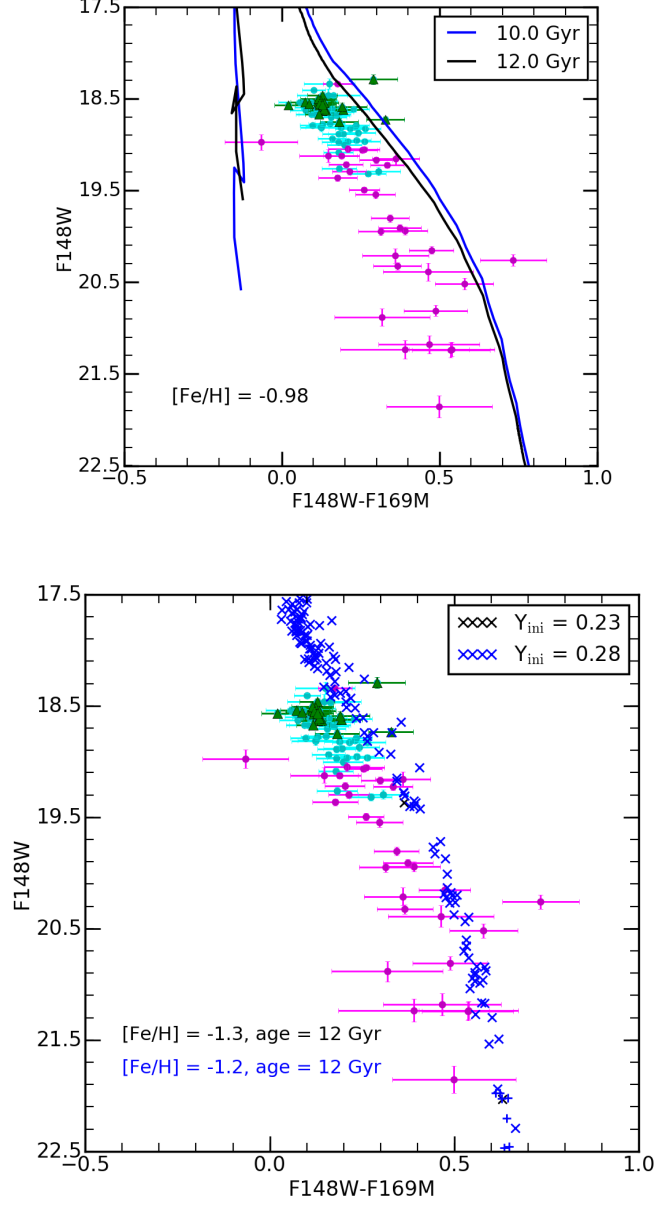 17.5
10.0 Gyr
12.0 Gyr
18.5
19.5
F148W
20.5
21.5
[Fe/H] = -0.98
22.5
−0.5 0.0 0.5 1.0
F148W-F169M
17.5
Yini = 0.23
Yini = 0.28
18.5
19.5
F148W
20.5
21.5
[Fe/H] = -1.3, age = 12 Gyr
[Fe/H] = -1.2, age = 12 Gyr
22.5
−0.5 0.0 0.5 1.0
F148W-F169M